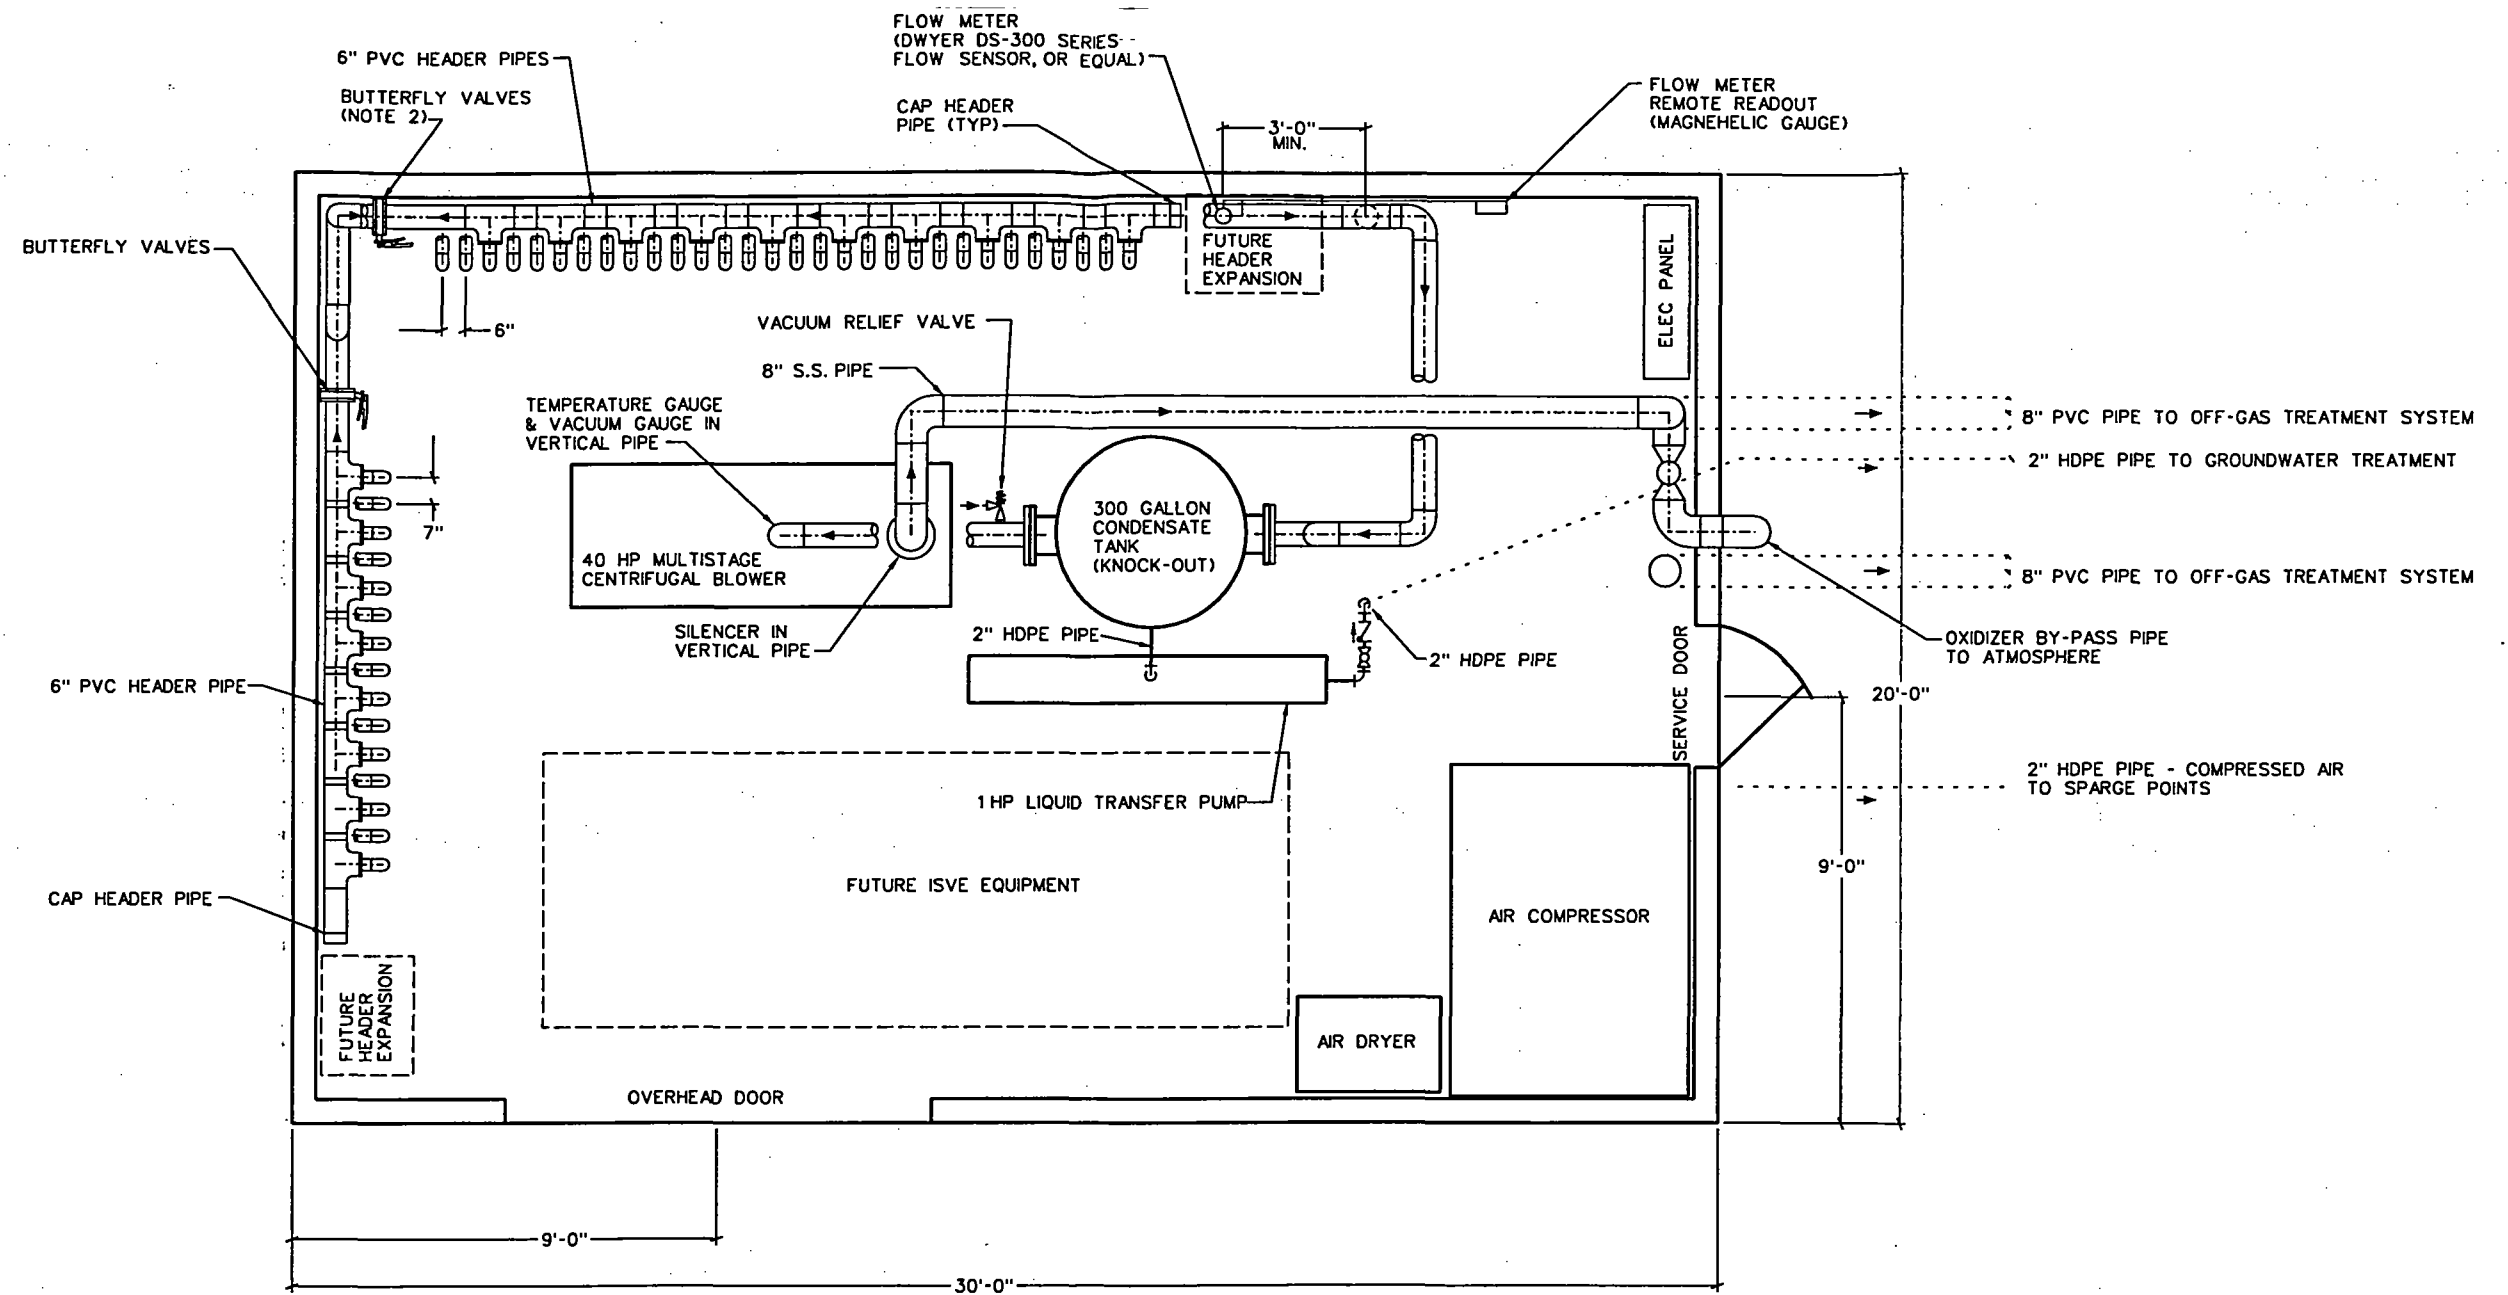 FLOW METER
(DWYER DS-300 SERIES
FLOW SENSOR, OR EQUAL)
6" PVC HEADER PIPES
BUTTERFLY VALVES
(NOTE 2)
CAP HEADER
PIPE (TYP)
3'-0"
MIN.
FLOW METER
REMOTE READOUT
(MAGNEHELIC GAUGE)
BUTTERFLY VALVES
FUTURE
HEADER
EXPANSION
ELEC PANEL
6"
VACUUM RELIEF VALVE
8" S.S. PIPE
TEMPERATURE GAUGE
& VACUUM GAUGE IN
VERTICAL PIPE
8" PVC PIPE TO OFF-GAS TREATMENT SYSTEM
2" HDPE PIPE TO GROUNDWATER TREATMENT
7"
300 GALLON
CONDENSATE
TANK
(KNOCK-OUT)
40 HP MULTISTAGE
CENTRIFUGAL BLOWER
8" PVC PIPE TO OFF-GAS TREATMENT SYSTEM
SILENCER IN
VERTICAL PIPE
2" HDPE PIPE
2" HDPE PIPE
OXIDIZER BY-PASS PIPE
TO ATMOSPHERE
SERVICE DOOR
6" PVC HEADER PIPE
20'-0"
2" HDPE PIPE - COMPRESSED AIR
TO SPARGE POINTS
1 HP LIQUID TRANSFER PUMP
9'-0"
FUTURE ISVE EQUIPMENT
AIR COMPRESSOR
CAP HEADER PIPE
FUTURE
HEADER
EXPANSION
AIR DRYER
OVERHEAD DOOR
9'-0"
30'-0"